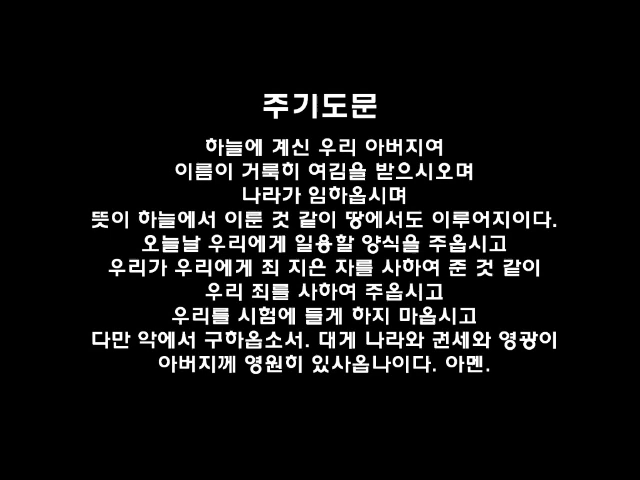 주기도문
하늘에 계신 우리 아버지여
이름이 거룩히 여김을 받으시오며
나라가 임하옵시며
뜻이 하늘에서 이룬 것 같이 땅에서도 이루어지이다.
오늘날 우리에게 일용할 양식을 주옵시고
우리가 우리에게 죄 지은 자를 사하여 준 것 같이
우리 죄를 사하여 주옵시고
우리를 시험에 들게 하지 마옵시고
다만 악에서 구하옵소서. 대게 나라와 권세와 영광이
아버지께 영원히 있사옵나이다. 아멘.